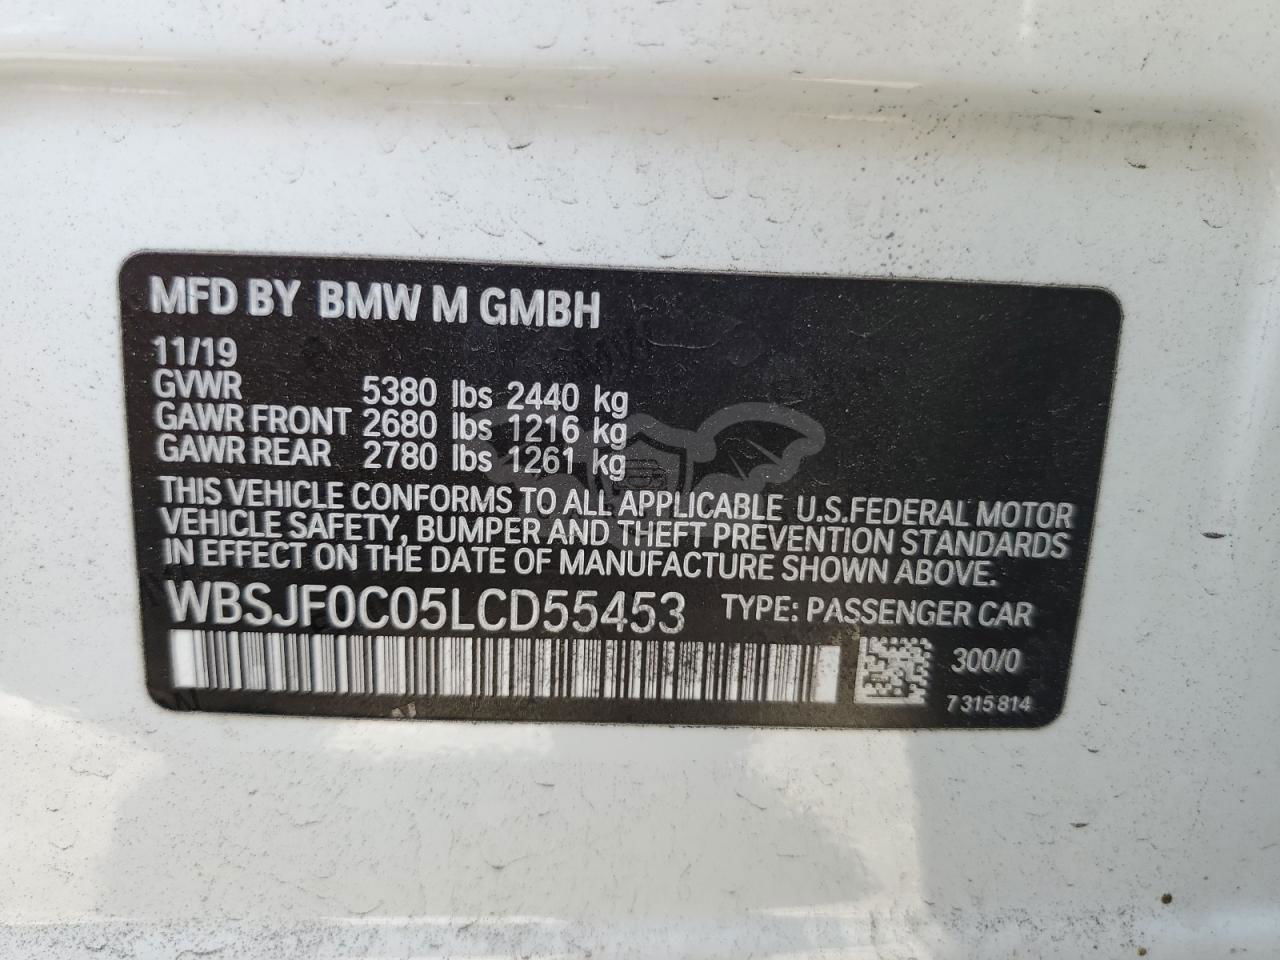 MFD BY BMW M GMBH
11/19
GVWR 5380 lbs 2440 kg
GAWR FRONT 2680 lbs 1216 kg
GAWR REAR 2780 lbs 1261 kg
THIS VEHICLE CONFORMS TO ALL APPLICABLE U.S.FEDERAL MOTOR
VEHICLE SAFETY, BUMPER AND THEFT PREVENTION STANDARDS
IN EFFECT ON THE DATE OF MANUFACTURE SHOWN ABOVE.
WBSJF0C05LCD55453 TYPE: PASSENGER CAR
300/0
7 315 814